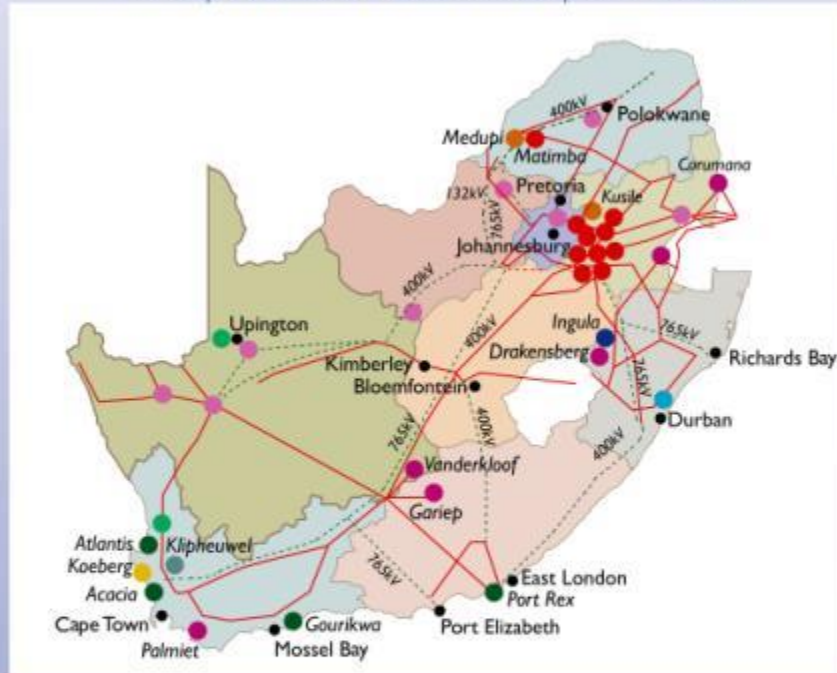 400kV
Polokwane
Medupi
Matimba
Corumana
132kV
Pretoria
Kusile
765kV
Johannesburg
400kV
Upington
400kV
Ingula
765kV
Drakensberg
Richards Bay
Kimberley
Bloemfontein
765kV
Durban
765kV
400kV
400kV
Vanderkloof
Gariep
Atlantis
Klipheuwel
Koeberg
765kV
Acacia
East London
Port Rex
Cape Town
Gourikwa
Port Elizabeth
Palmiet
Mossel Bay